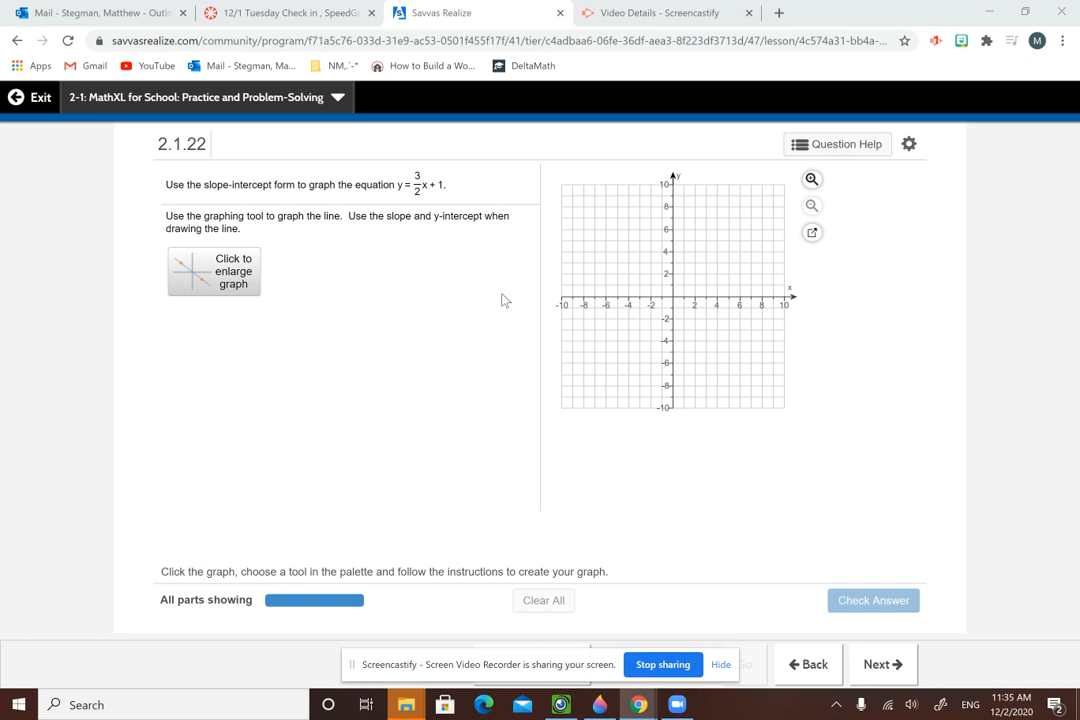 Mail - Stegman, Matthew - Outlo
12/1 Tuesday Check in , SpeedGr
Savvas Realize
Video Details - Screencastify
savvasrealize.com/community/program/f71a5c76-033d-31e9-ac53-0501f455f17f/41/tier/c4adbaa6-06fe-36df-aea3-8f223df3713d/47/lesson/4c574a31-bb4a-...
M
Apps
Gmail
YouTube
Mail - Stegman, Ma...
NM,.`-*
How to Build a Wo...
DeltaMath
Exit
2-1: MathXL for School: Practice and Problem-Solving
2.1.22
Question Help
Use the slope-intercept form to graph the equation y = 3/2 x + 1.
Use the graphing tool to graph the line. Use the slope and y-intercept when
drawing the line.
Click to
enlarge
graph
y
10
8
6
4
2
x
-10 -8 -6 -4 -2 2 4 6 8 10
-2
-4
-6
-8
-10
Click the graph, choose a tool in the palette and follow the instructions to create your graph.
All parts showing
Clear All
Check Answer
Screencastify - Screen Video Recorder is sharing your screen.
Stop sharing
Hide
Back
Next
Search
ENG
11:35 AM
12/2/2020
2